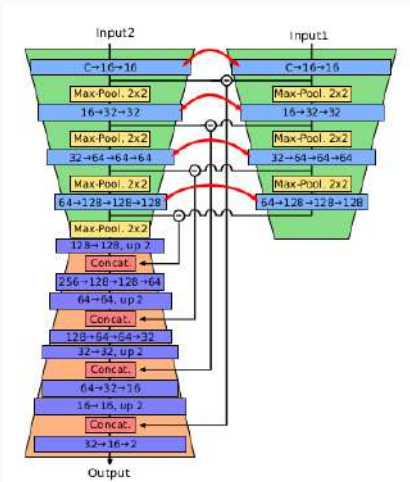 Input2
Input1
C→16→16
C→16→16
Max-Pool. 2x2
Max-Pool. 2x2
16→32→32
16→32→32
Max-Pool. 2x2
Max-Pool. 2x2
32→64→64→64
32→64→64→64
Max-Pool. 2x2
Max-Pool. 2x2
64→128→128→128
64→128→128→128
Max-Pool. 2x2
128→128, up 2
Concat.
256→128→128→64
64→64, up 2
Concat.
128→64→64→32
32→32, up 2
Concat.
64→32→16
16→16, up 2
Concat.
32→16→2
Output